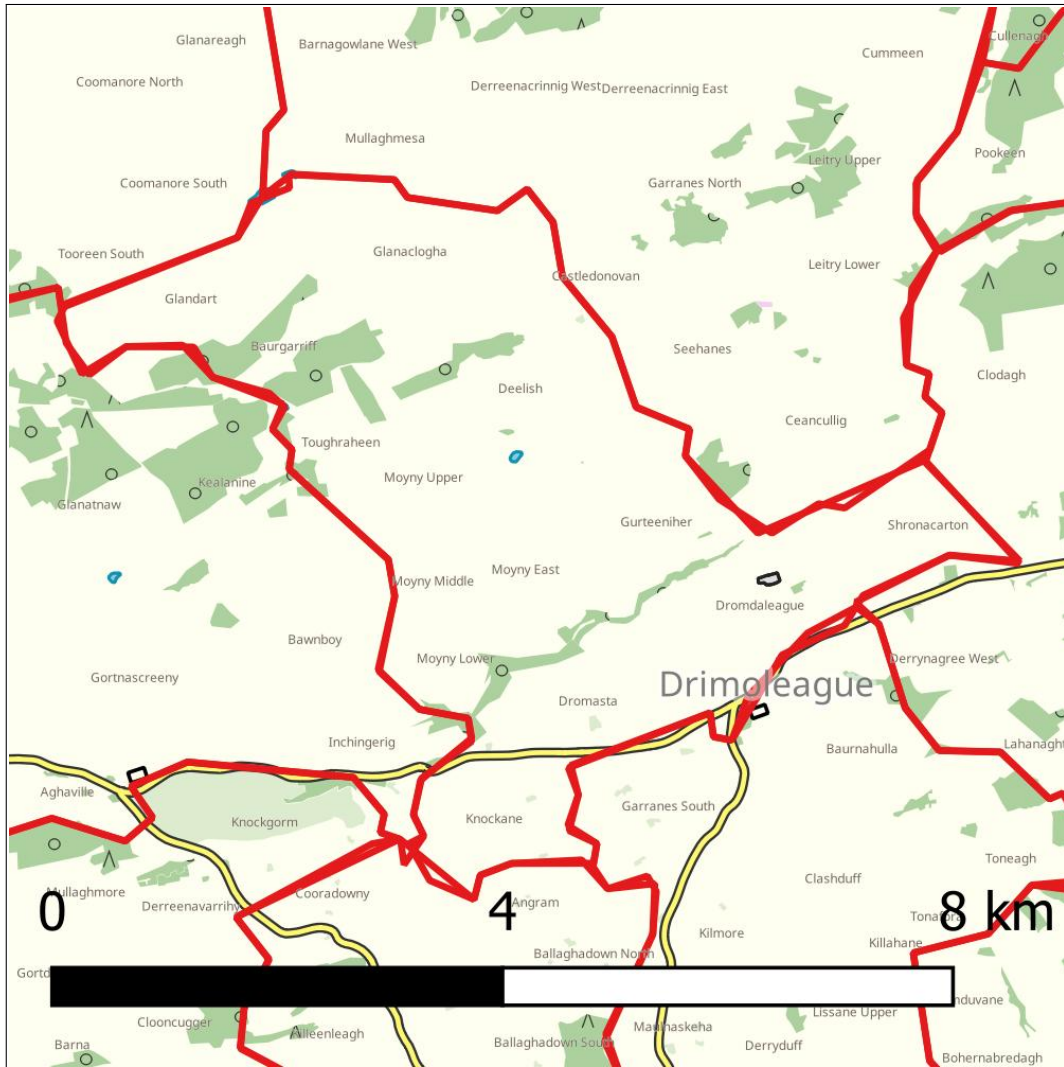 Glanareagh
Barnagowlane West
Cullenagh
Cummeen
Coomanore North
Derreenacrinnig West
Derreenacrinnig East
Mullaghmesa
Pookeen
Leitry Upper
Coomanore South
Garranes North
Tooreen South
Glanaclogha
Leitry Lower
Castledonovan
Glandart
Baurgarriff
Seehanes
Clodagh
Deelish
Ceancullig
Toughraheen
Moyny Upper
Kealanine
Glanatnaw
Gurteeniher
Shronacarton
Moyny East
Moyny Middle
Dromdaleague
Bawnboy
Moyny Lower
Derrynagree West
Gortnascreeny
Drimoleague
Dromasta
Inchingerig
Baurnahulla
Aghaville
Garranes South
Knockgorm
Knockane
Toneagh
Clashduff
Mullaghmore
Cooradowny
Derreenavarrihy
Angram
0
4
8 km
Kilmore
Killahane
Ballaghadown North
Clooncugger
Lissane Upper
Barna
Ballaghadown South
Maulnaskeha
Derryduff
Bohernabredagh